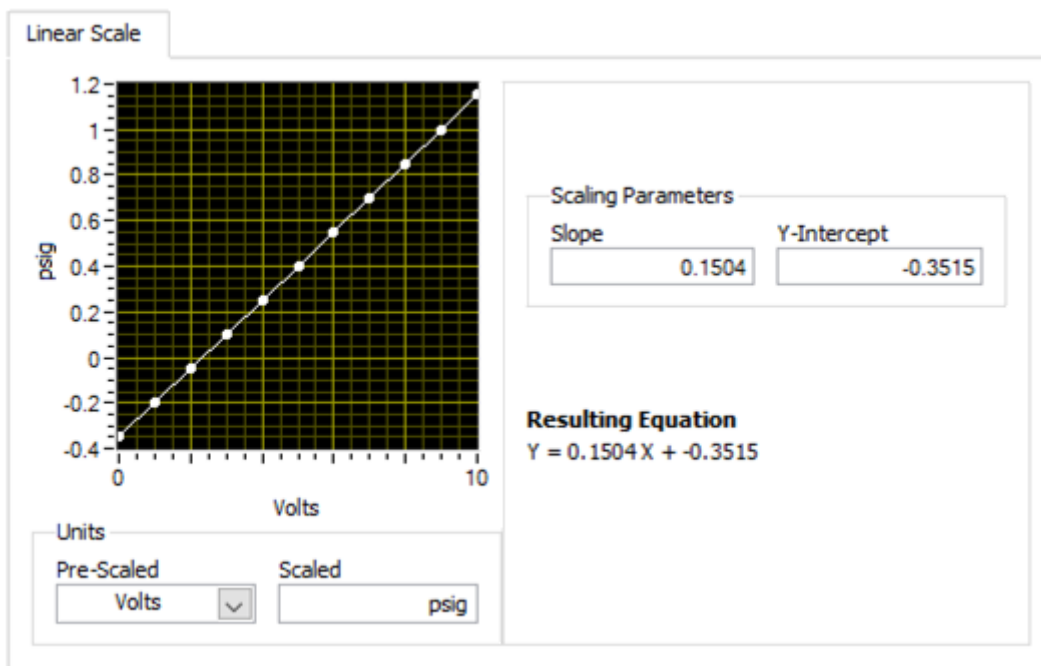 Linear Scale
1.2
1
0.8
0.6
0.4
0.2
0
-0.2
-0.4
psig
0
10
Volts
Scaling Parameters
Slope
Y-Intercept
0.1504
-0.3515
Resulting Equation
Y = 0.1504 X + -0.3515
Units
Pre-Scaled
Scaled
Volts
psig